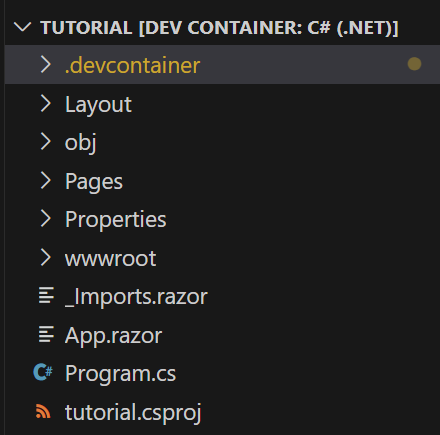 TUTORIAL [DEV CONTAINER: C# (.NET)]
.devcontainer
Layout
obj
Pages
Properties
wwwroot
_Imports.razor
App.razor
C# Program.cs
tutorial.csproj